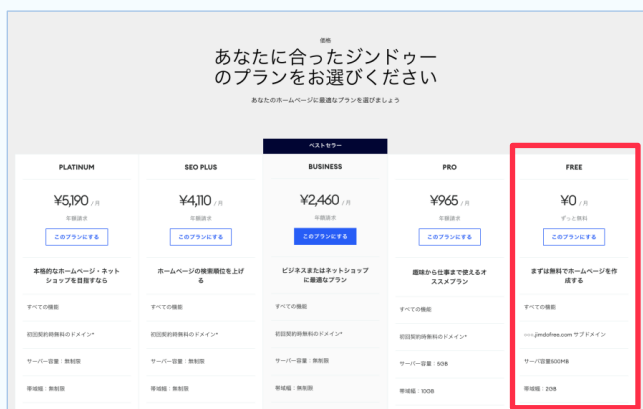 価格
あなたに合ったジンドゥー
のプランをお選びください
あなたのホームページに最適なプランを選びましょう
ベストセラー
PLATINUM
¥5,190 / 月
年額請求
このプランにする
本格的なホームページ・ネット
ショップを目指すなら
すべての機能
初回契約時無料のドメイン*
サーバー容量：無制限
帯域幅：無制限
SEO PLUS
¥4,110 / 月
年額請求
このプランにする
ホームページの検索順位を上げ
る
すべての機能
初回契約時無料のドメイン*
サーバー容量：無制限
帯域幅：無制限
BUSINESS
¥2,460 / 月
年額請求
このプランにする
ビジネスまたはネットショップ
に最適なプラン
すべての機能
初回契約時無料のドメイン*
サーバー容量：無制限
帯域幅：無制限
PRO
¥965 / 月
年額請求
このプランにする
趣味から仕事まで使えるオ
ススメプラン
すべての機能
初回契約時無料のドメイン*
サーバー容量：5GB
帯域幅：10GB
FREE
¥0 / 月
ずっと無料
このプランにする
まずは無料でホームページを作
成する
すべての機能
.jimdofree.com サブドメイン
サーバ容量500MB
帯域幅：2GB